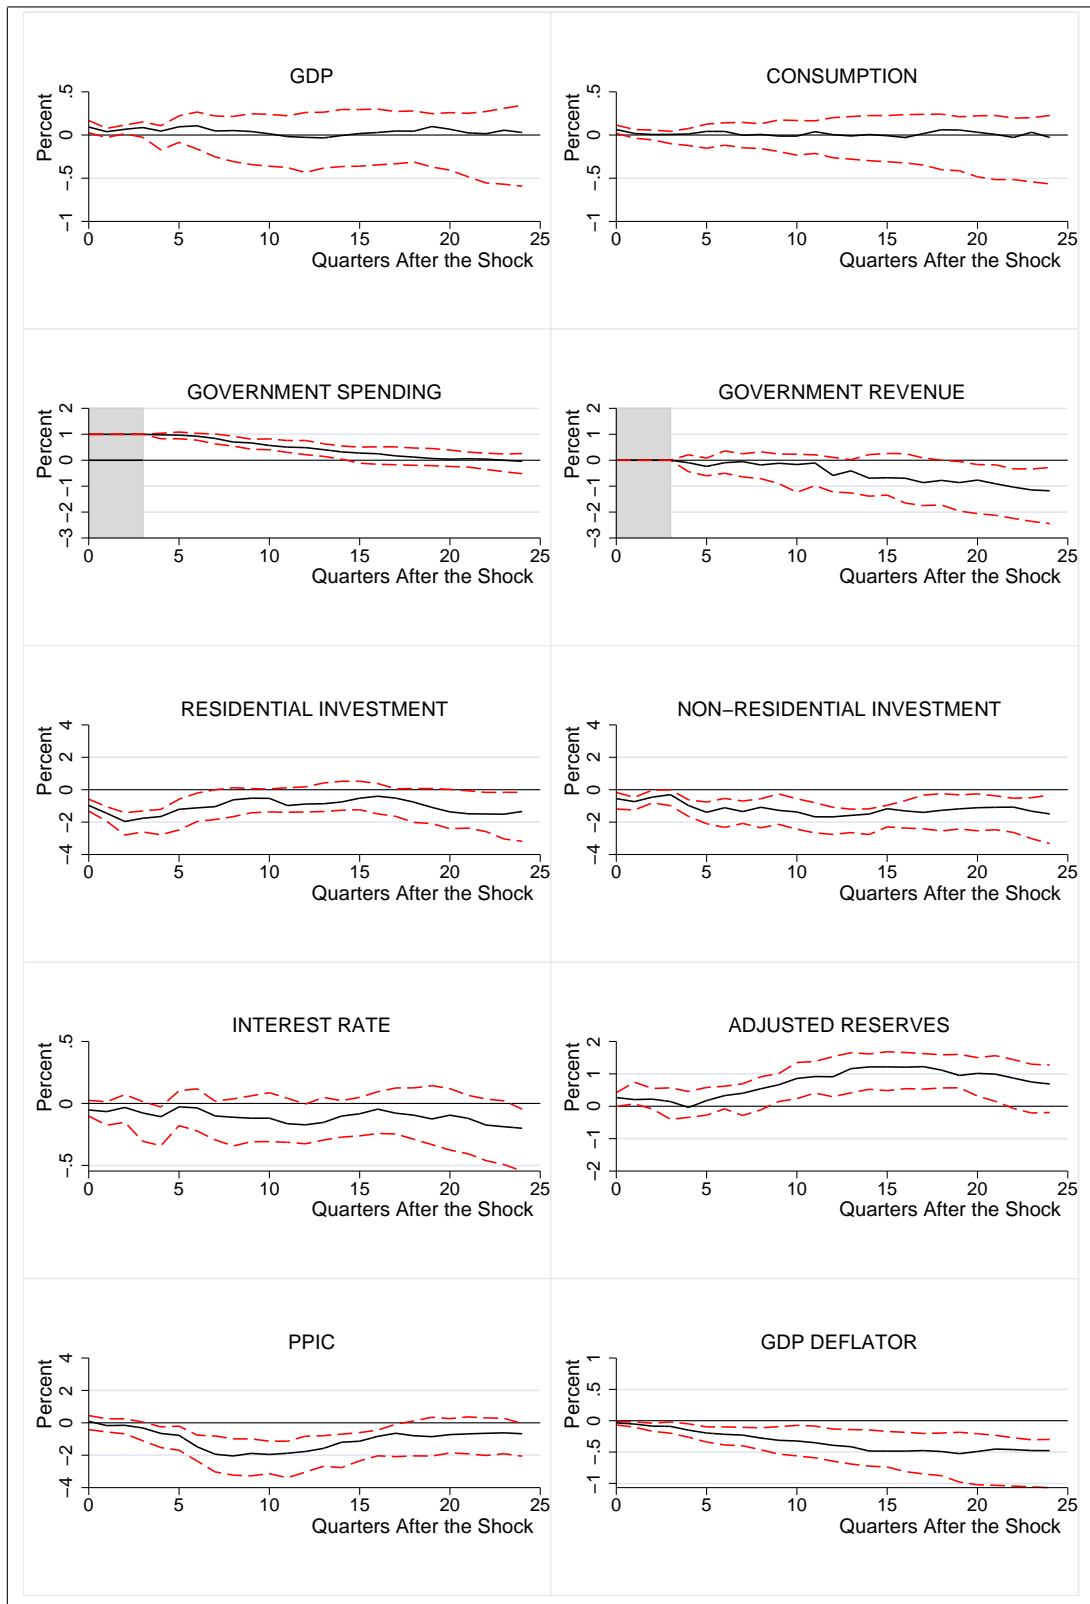 GDP
Percent
.5
0
−.5
−1
0 5 10 15 20 25
Quarters After the Shock
CONSUMPTION
Percent
.5
0
−.5
−1
0 5 10 15 20 25
Quarters After the Shock
GOVERNMENT SPENDING
Percent
2
1
0
−1
−2
−3
0 5 10 15 20 25
Quarters After the Shock
GOVERNMENT REVENUE
Percent
2
1
0
−1
−2
−3
0 5 10 15 20 25
Quarters After the Shock
RESIDENTIAL INVESTMENT
Percent
4
2
0
−2
−4
0 5 10 15 20 25
Quarters After the Shock
NON−RESIDENTIAL INVESTMENT
Percent
4
2
0
−2
−4
0 5 10 15 20 25
Quarters After the Shock
INTEREST RATE
Percent
.5
0
−.5
0 5 10 15 20 25
Quarters After the Shock
ADJUSTED RESERVES
Percent
2
1
0
−1
−2
0 5 10 15 20 25
Quarters After the Shock
PPIC
Percent
4
2
0
−2
−4
0 5 10 15 20 25
Quarters After the Shock
GDP DEFLATOR
Percent
1
.5
0
−.5
−1
0 5 10 15 20 25
Quarters After the Shock